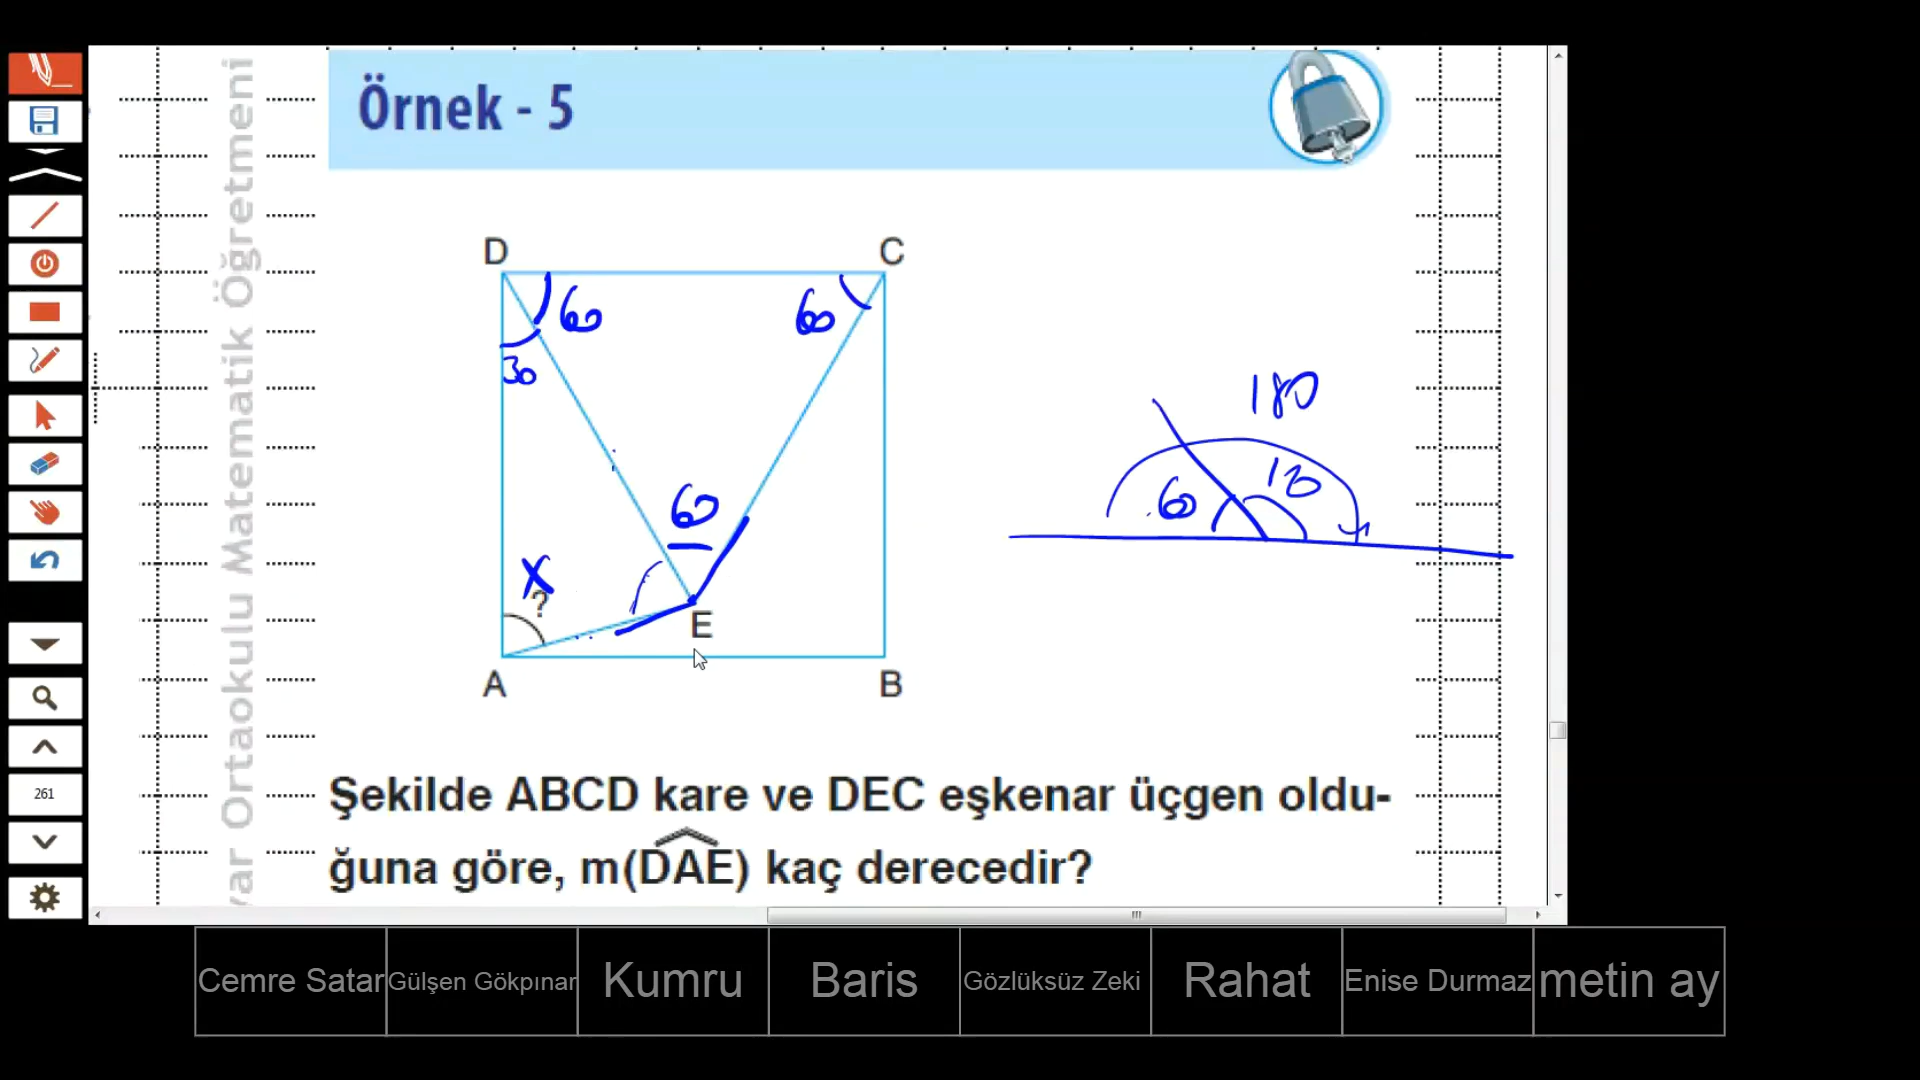 Örnek - 5
var Ortaokulu Matematik Öğretmeni
D
C
60
60
30
180
60
120
60
X
?
E
A
B
Şekilde ABCD kare ve DEC eşkenar üçgen oldu-
ğuna göre, m(DAE) kaç derecedir?
261
Cemre Satar
Gülşen Gökpınar
Kumru
Baris
Gözlüksüz Zeki
Rahat
Enise Durmaz
metin ay